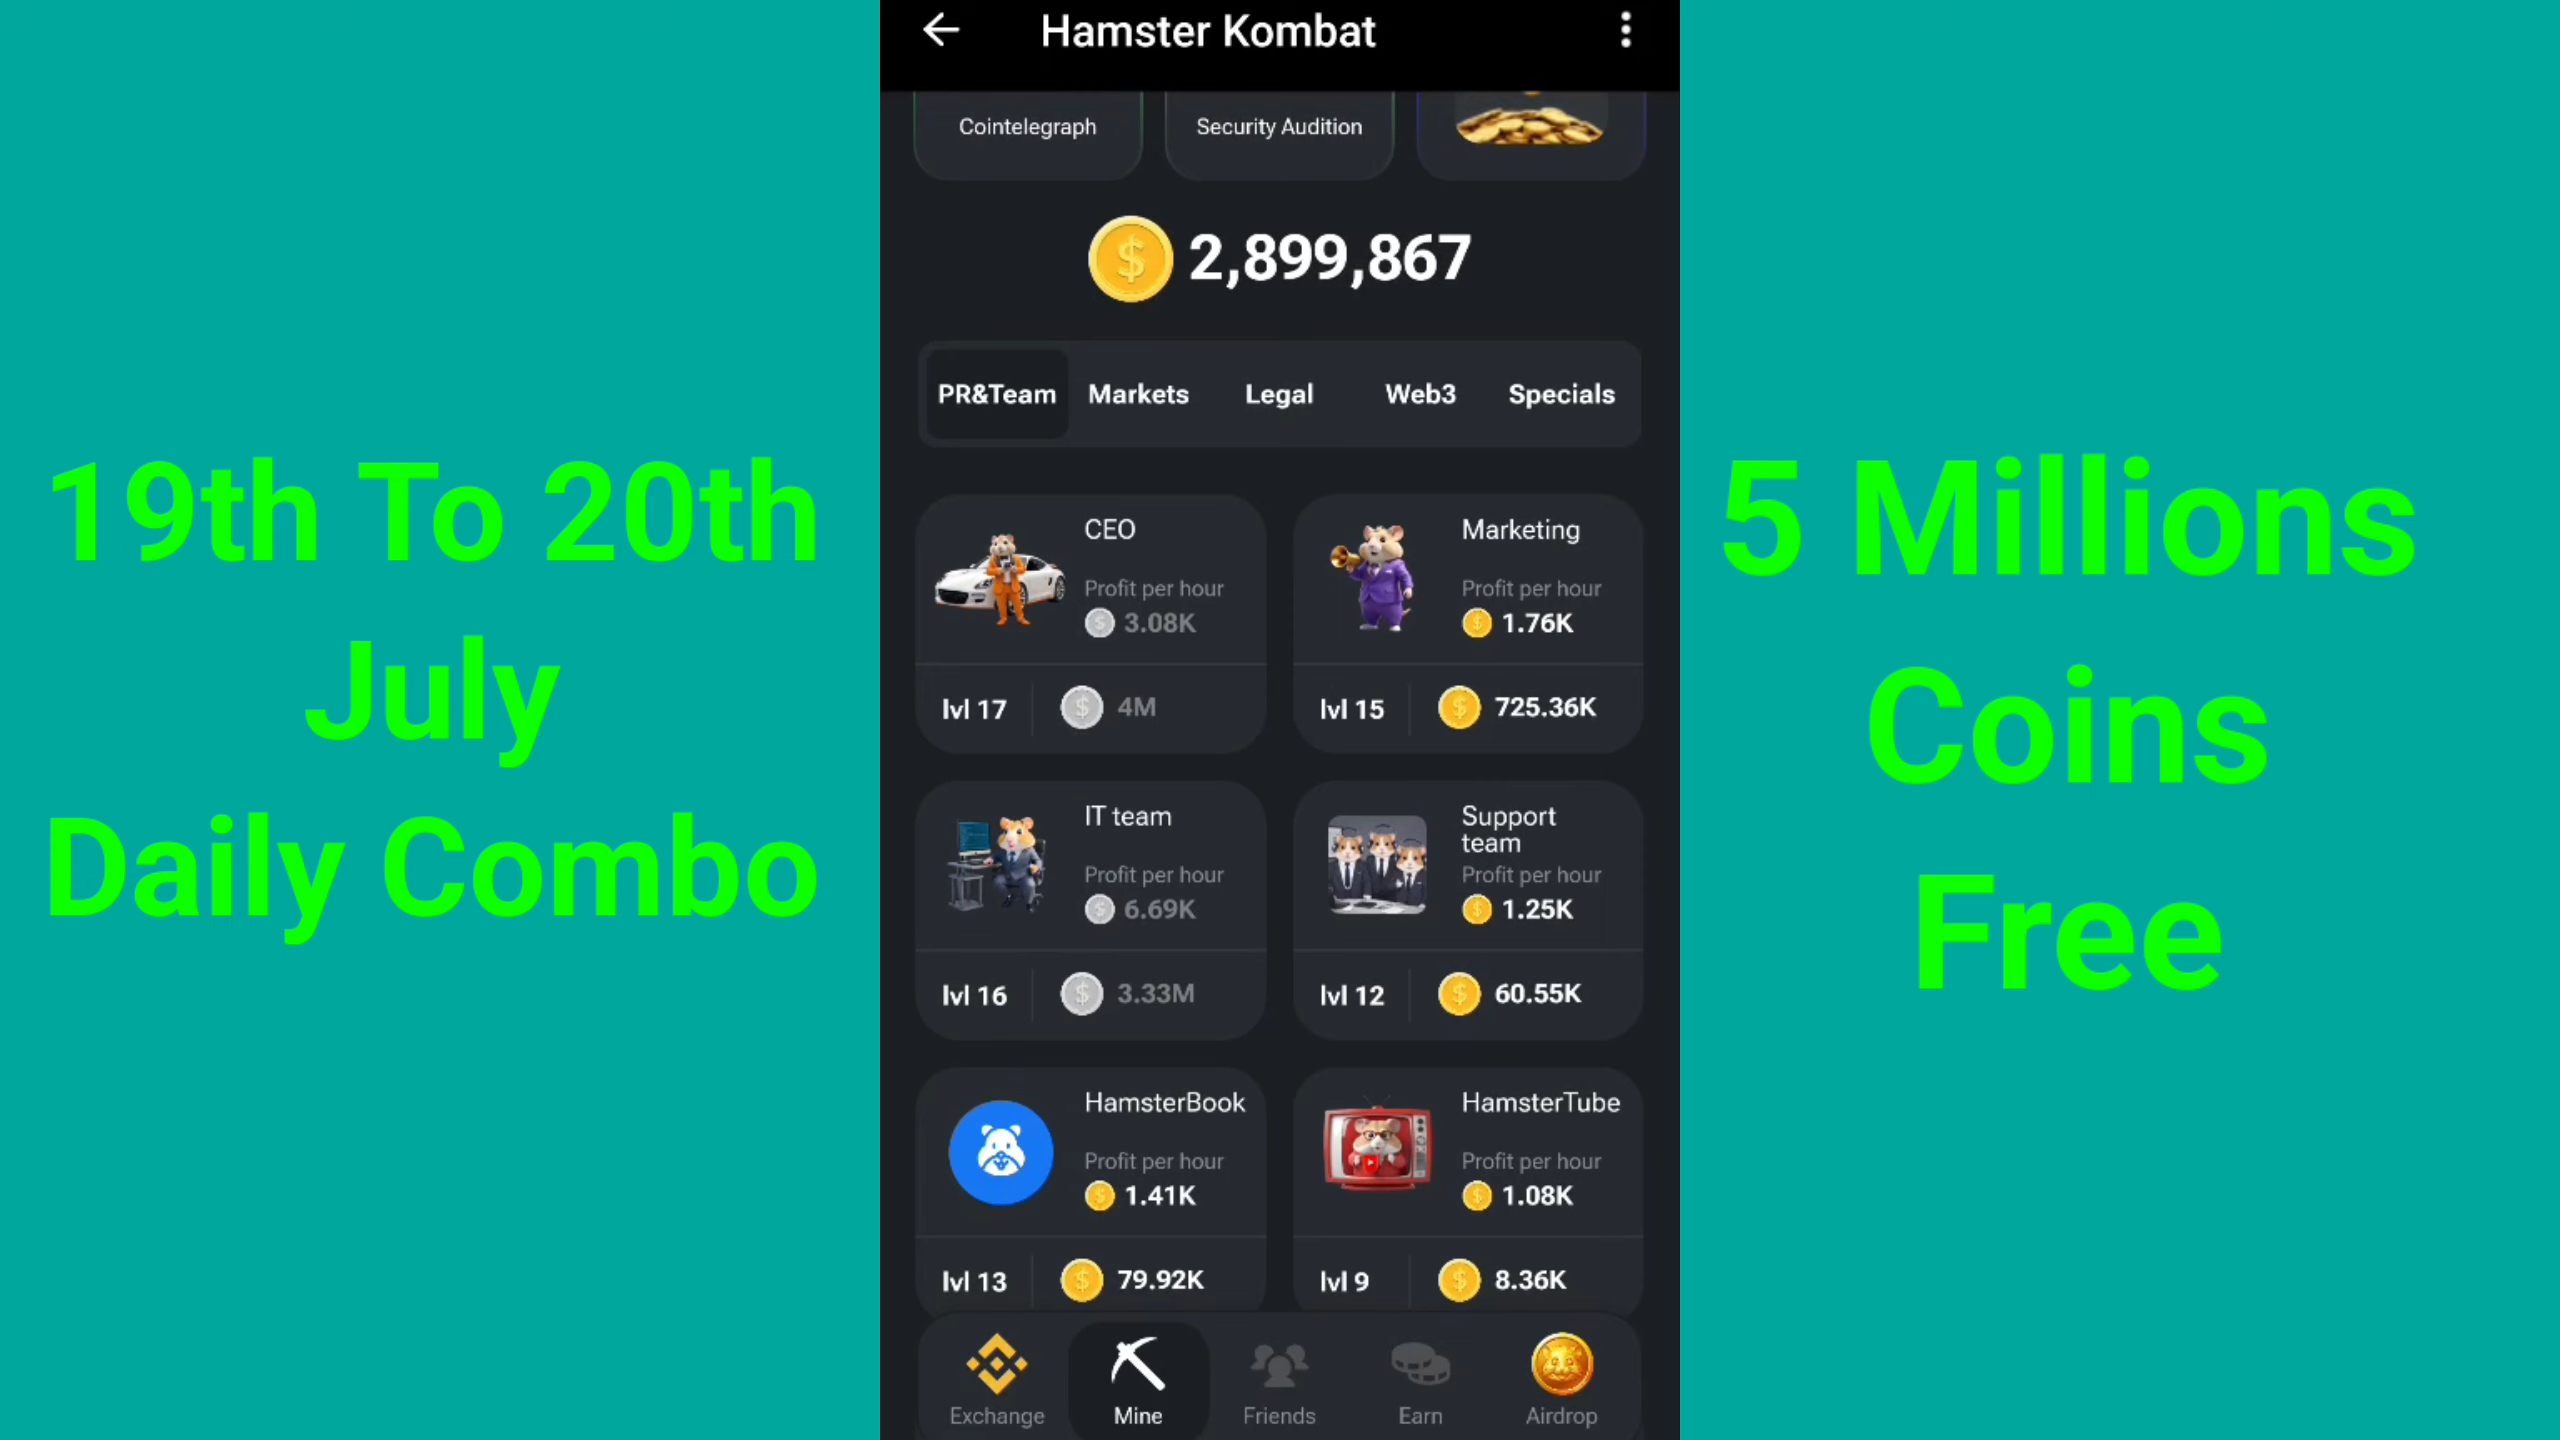 Hamster Kombat
Cointelegraph
Security Audition
2,899,867
PR&Team
Markets
Legal
Web3
Specials
CEO
Profit per hour
3.08K
lvl 17
4M
Marketing
Profit per hour
1.76K
lvl 15
725.36K
IT team
Profit per hour
6.69K
lvl 16
3.33M
Support
team
Profit per hour
1.25K
lvl 12
60.55K
HamsterBook
Profit per hour
1.41K
lvl 13
79.92K
HamsterTube
Profit per hour
1.08K
lvl 9
8.36K
Exchange
Mine
Friends
Earn
Airdrop
19th To 20th
July
Daily Combo
5 Millions
Coins
Free